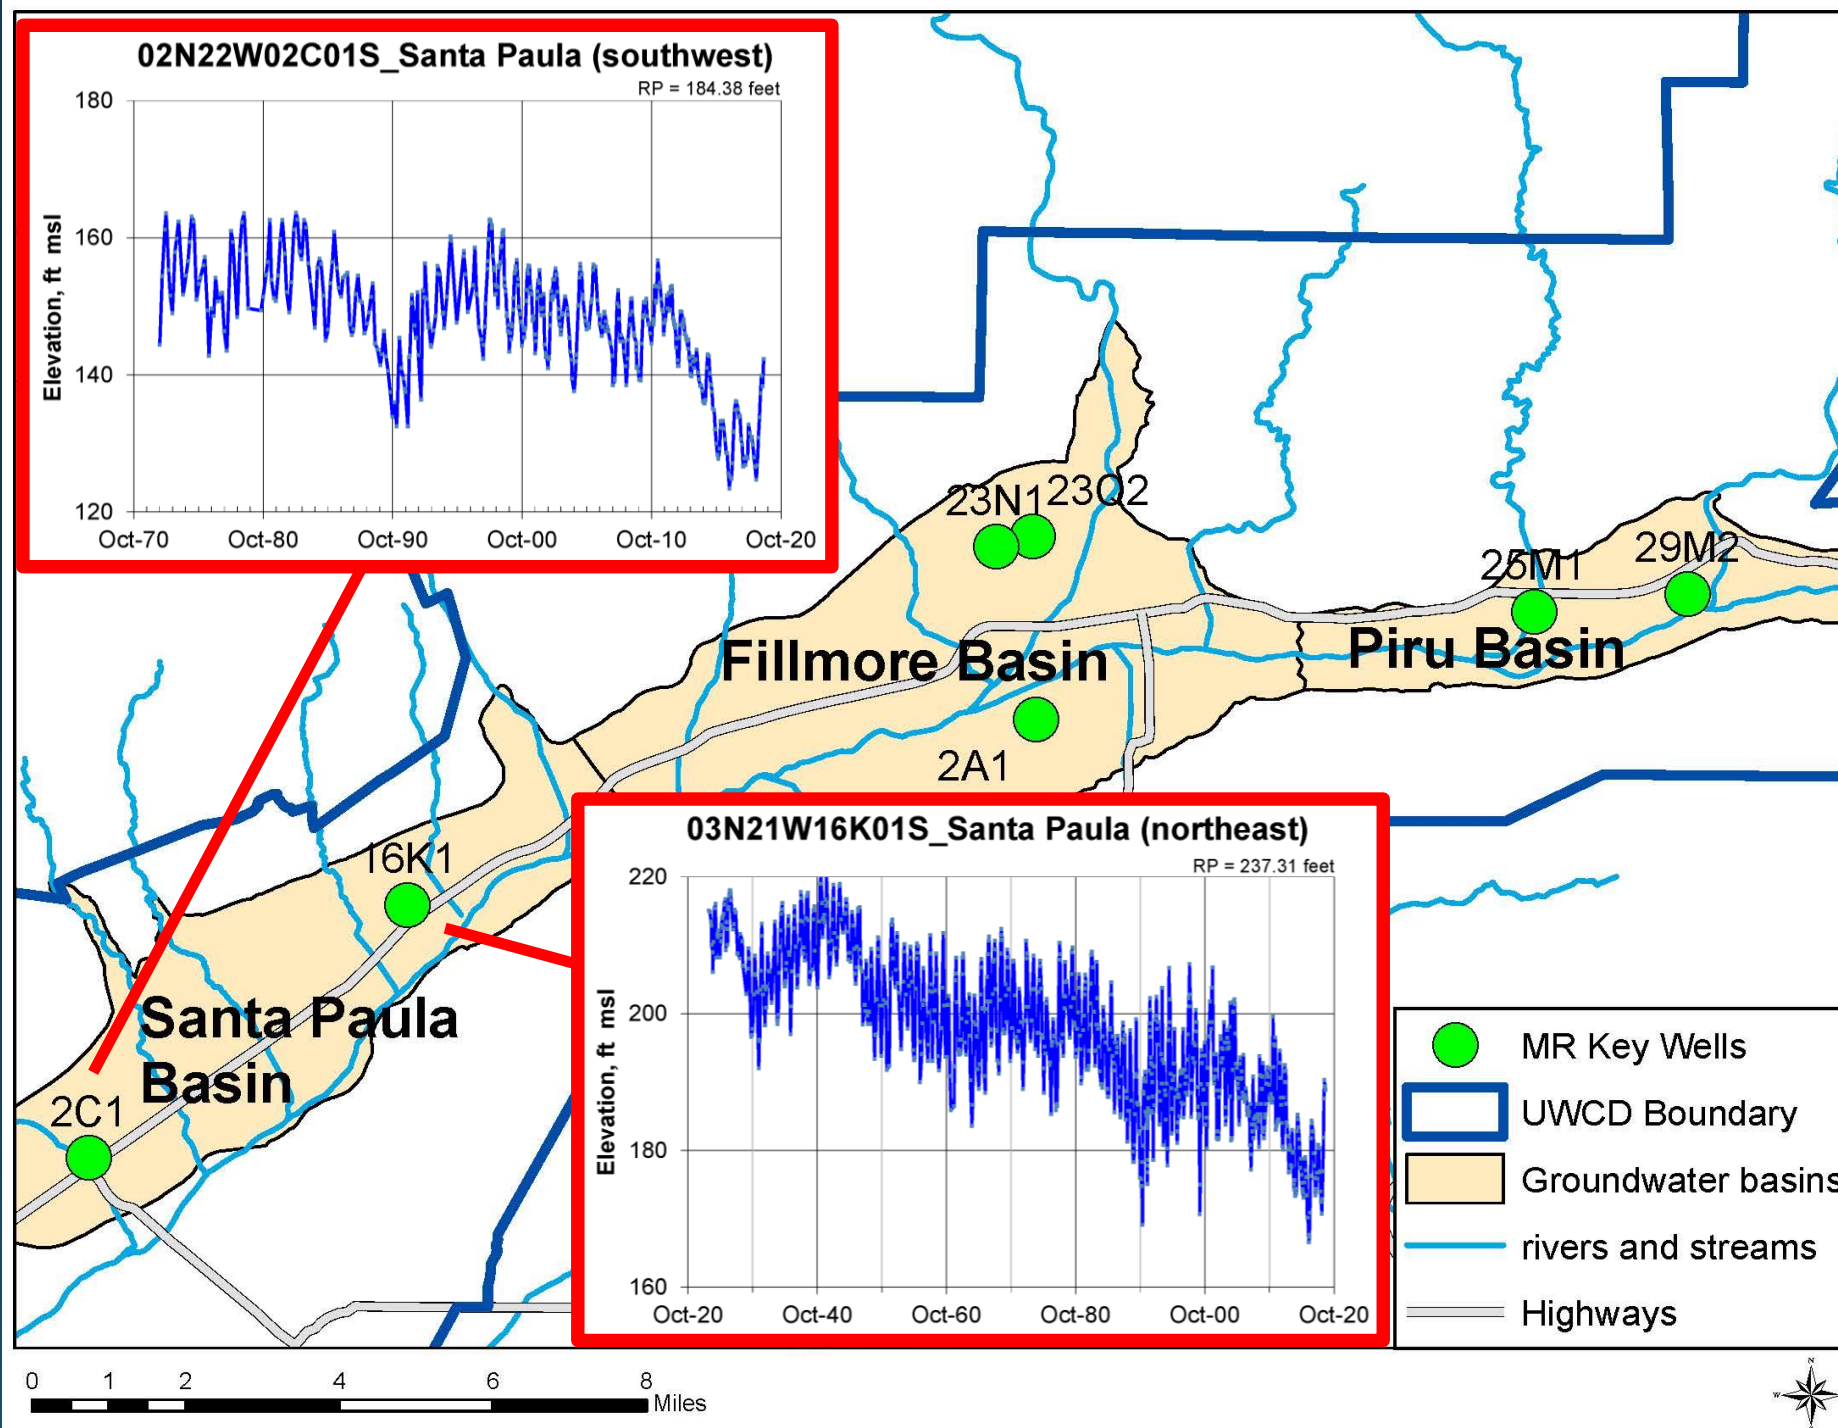 02N22W02C01S_Santa Paula (southwest)
RP = 184.38 feet
Elevation, ft msl
180
160
140
120
Oct-70
Oct-80
Oct-90
Oct-00
Oct-10
Oct-20
23N1
23Q2
25M1
29M2
Fillmore Basin
Piru Basin
2A1
16K1
Santa Paula
Basin
2C1
03N21W16K01S_Santa Paula (northeast)
RP = 237.31 feet
Elevation, ft msl
220
200
180
160
Oct-20
Oct-40
Oct-60
Oct-80
Oct-00
Oct-20
MR Key Wells
UWCD Boundary
Groundwater basins
rivers and streams
Highways
0 1 2 4 6 8
Miles
N
W